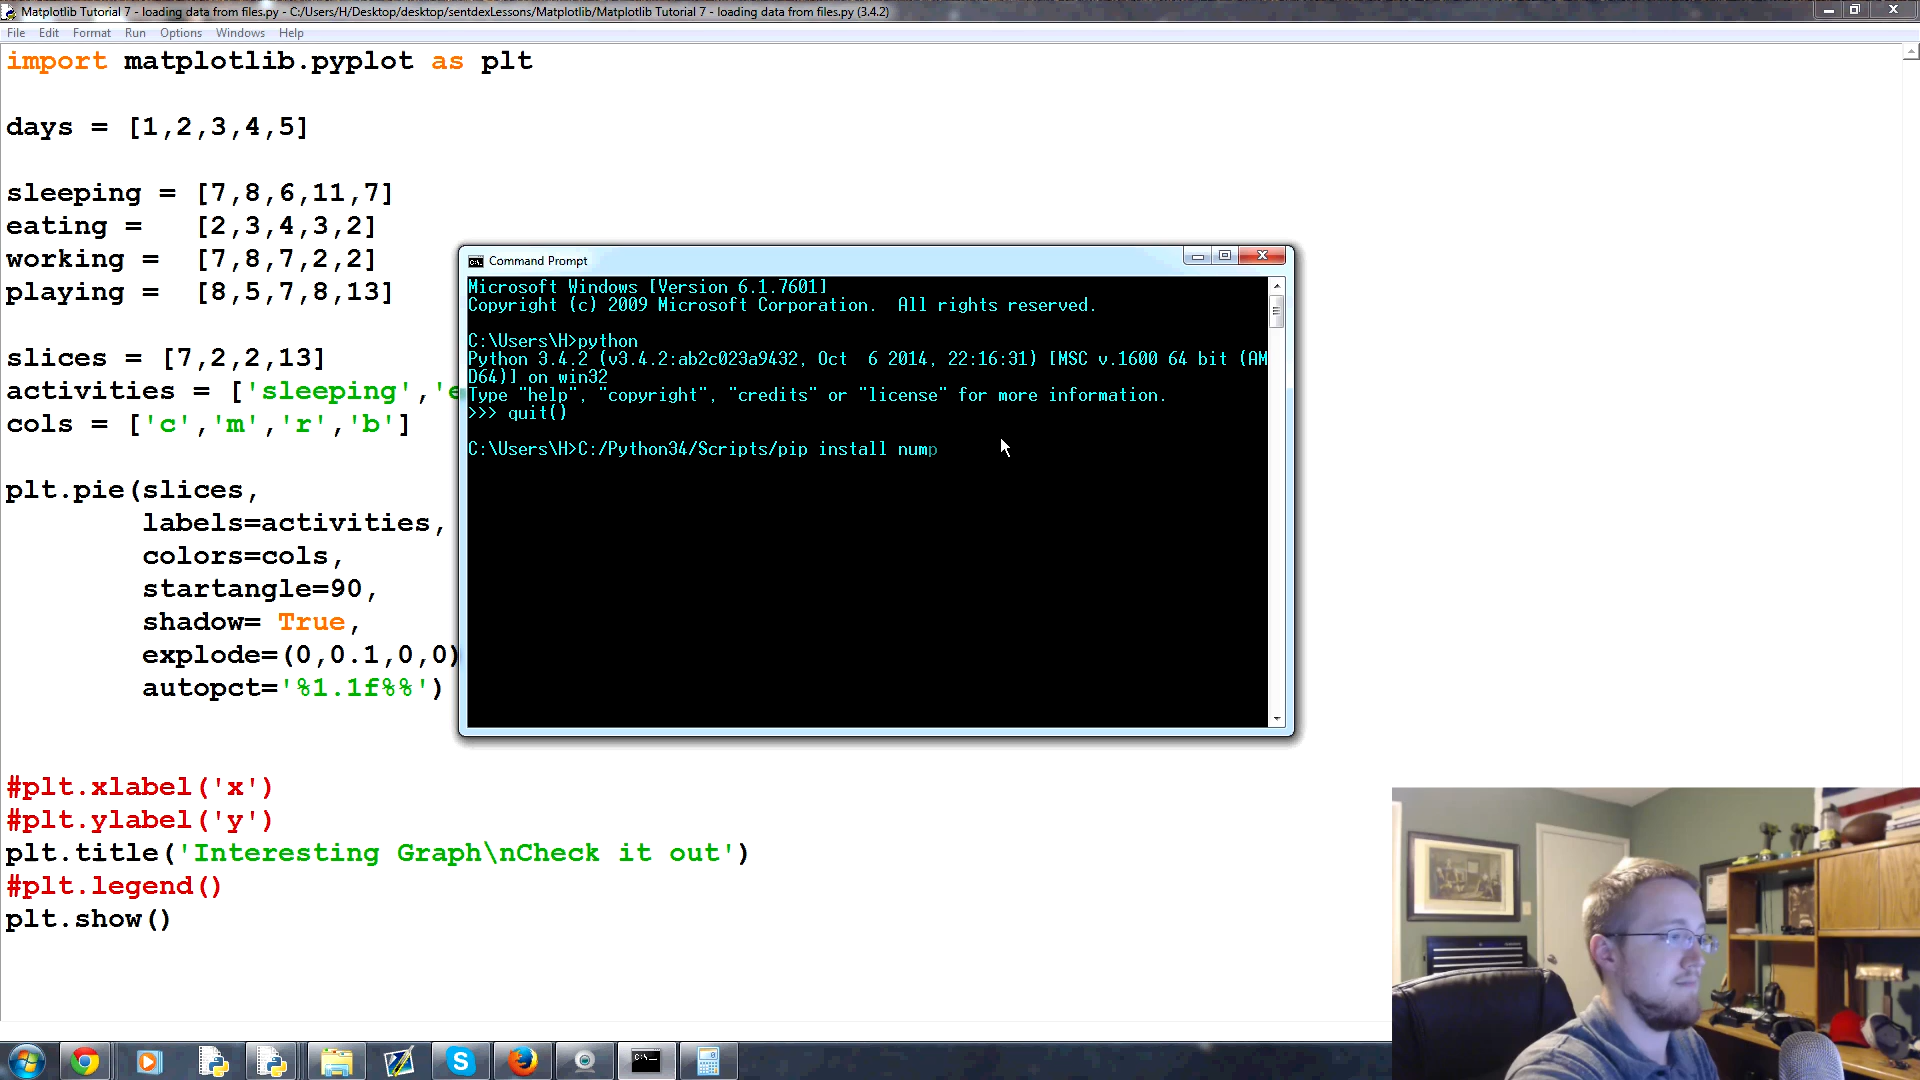 Matplotlib Tutorial 7 - loading data from files.py - C:/Users/H/Desktop/desktop/sentdexLessons/Matplotlib/Matplotlib Tutorial 7 - loading data from files.py (3.4.2)
File Edit Format Run Options Windows Help
import matplotlib.pyplot as plt
days = [1,2,3,4,5]
sleeping = [7,8,6,11,7]
eating =   [2,3,4,3,2]
working =  [7,8,7,2,2]
playing =  [8,5,7,8,13]
slices = [7,2,2,13]
activities = ['sleeping','e
cols = ['c','m','r','b']
plt.pie(slices,
        labels=activities,
        colors=cols,
        startangle=90,
        shadow= True,
        explode=(0,0.1,0,0)
        autopct='%1.1f%%')
#plt.xlabel('x')
#plt.ylabel('y')
plt.title('Interesting Graph\nCheck it out')
#plt.legend()
plt.show()
Command Prompt
Microsoft Windows [Version 6.1.7601]
Copyright (c) 2009 Microsoft Corporation.  All rights reserved.
C:\Users\H>python
Python 3.4.2 (v3.4.2:ab2c023a9432, Oct  6 2014, 22:16:31) [MSC v.1600 64 bit (AM
D64)] on win32
Type "help", "copyright", "credits" or "license" for more information.
>>> quit()
C:\Users\H>C:/Python34/Scripts/pip install nump